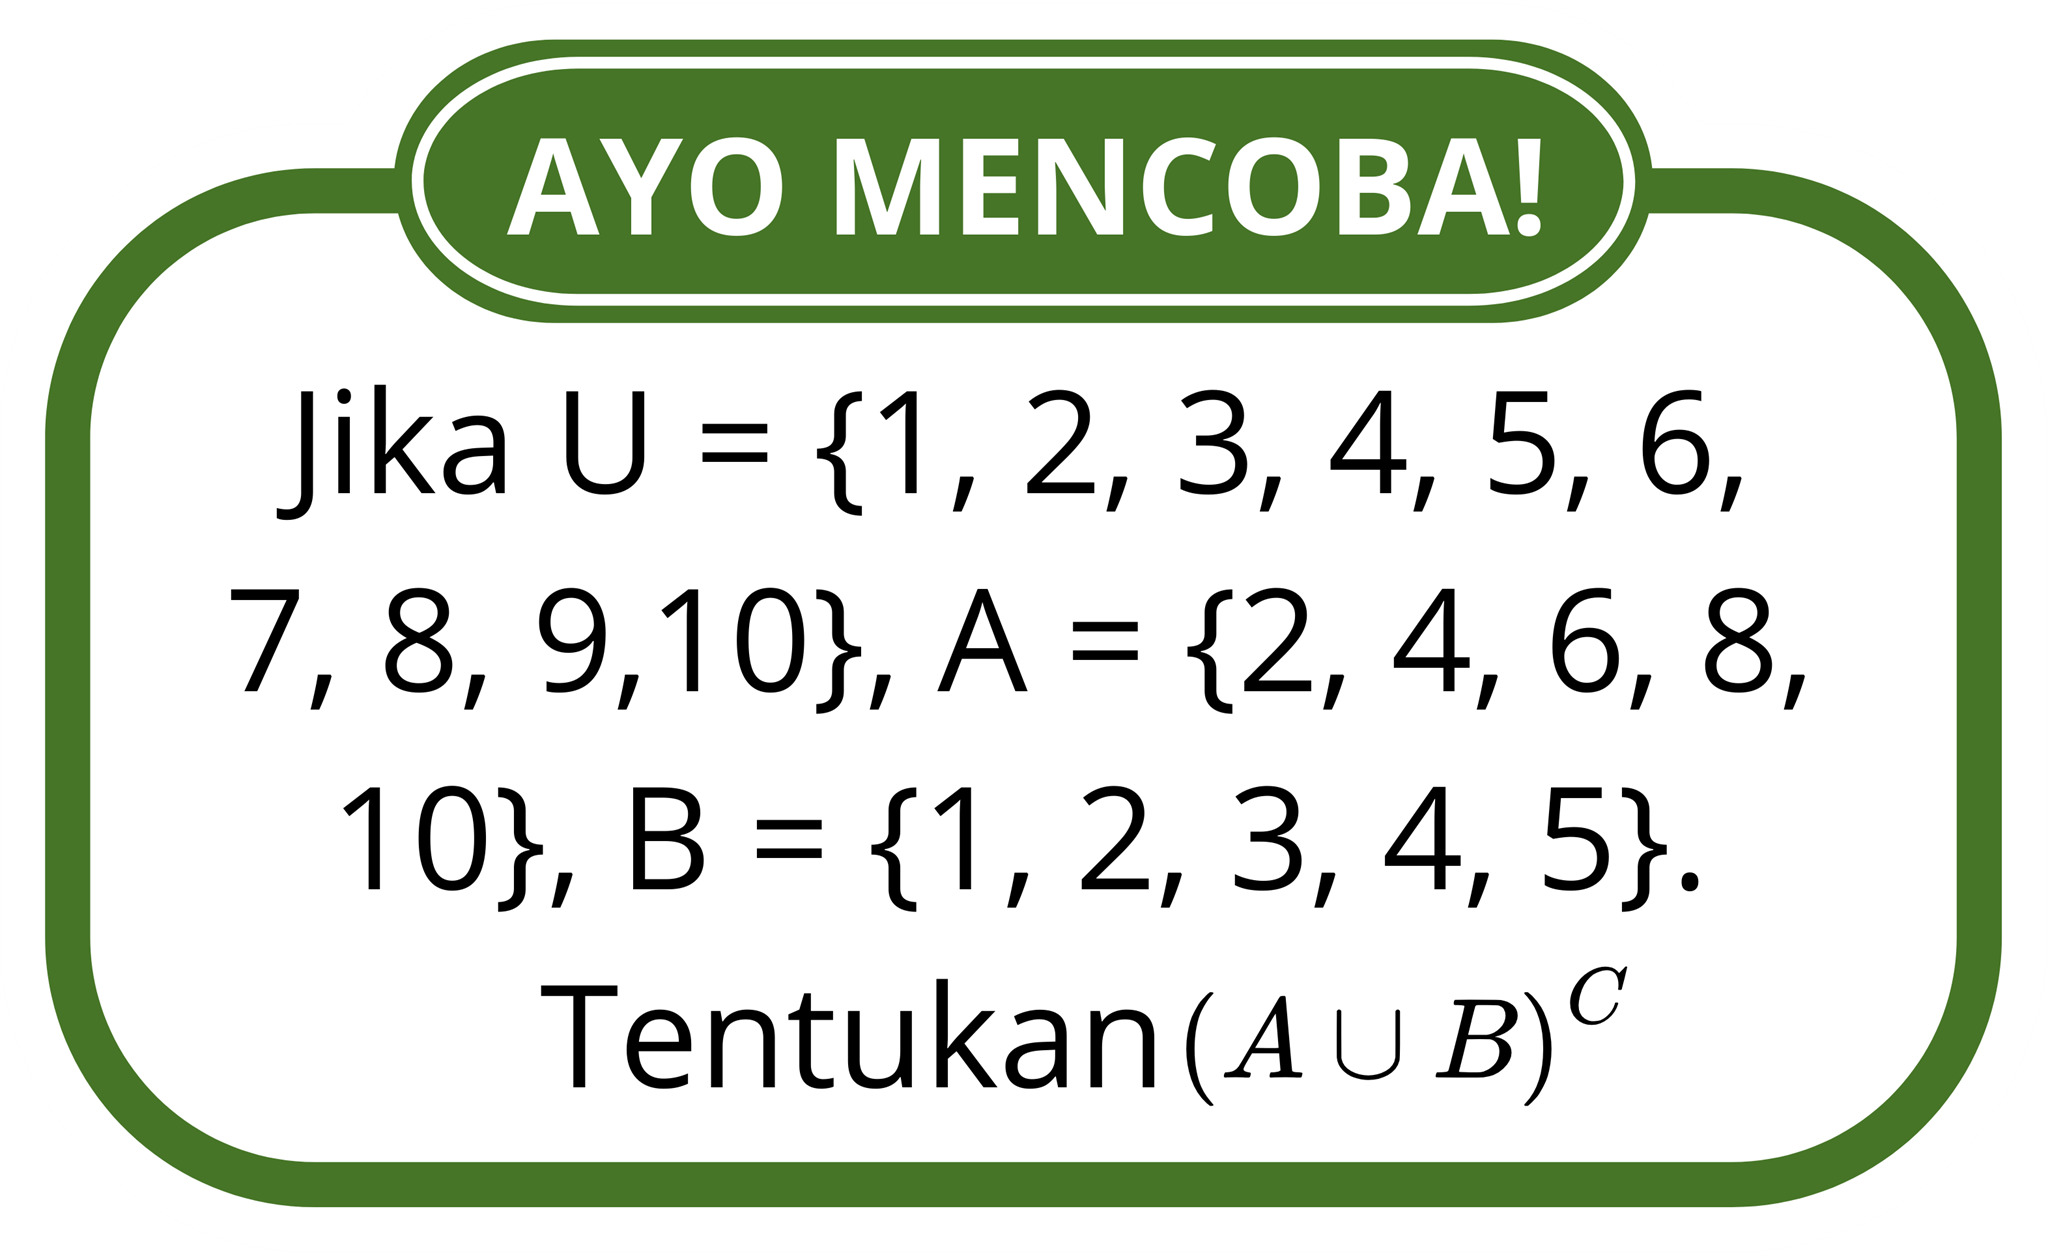 AYO MENCOBA!
Jika U = {1, 2, 3, 4, 5, 6,
7, 8, 9,10}, A = {2, 4, 6, 8,
10}, B = {1, 2, 3, 4, 5}.
Tentukan (A ∪ B)^C